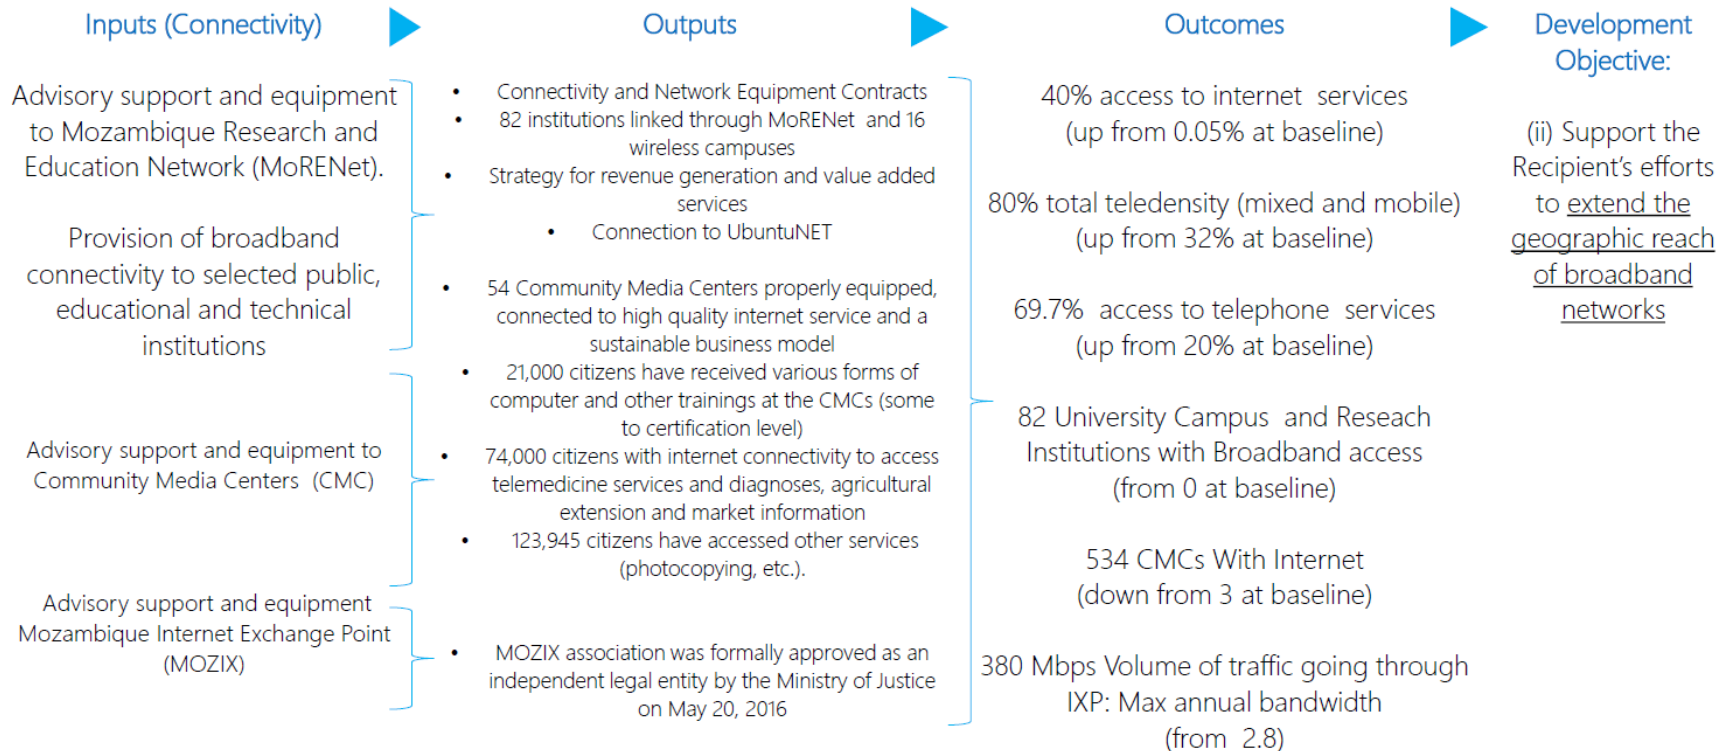 Inputs (Connectivity)
Advisory support and equipment
to Mozambique Research and
Education Network (MoRENet).
Provision of broadband
connectivity to selected public,
educational and technical
institutions
Advisory support and equipment to
Community Media Centers (CMC)
Advisory support and equipment
Mozambique Internet Exchange Point
(MOZIX)
Outputs
• Connectivity and Network Equipment Contracts
• 82 institutions linked through MoRENet and 16
wireless campuses
• Strategy for revenue generation and value added
services
• Connection to UbuntuNET
• 54 Community Media Centers properly equipped,
connected to high quality internet service and a
sustainable business model
• 21,000 citizens have received various forms of
computer and other trainings at the CMCs (some
to certification level)
• 74,000 citizens with internet connectivity to access
telemedicine services and diagnoses, agricultural
extension and market information
• 123,945 citizens have accessed other services
(photocopying, etc.).
• MOZIX association was formally approved as an
independent legal entity by the Ministry of Justice
on May 20, 2016
Outcomes
40% access to internet services
(up from 0.05% at baseline)
80% total teledensity (mixed and mobile)
(up from 32% at baseline)
69.7% access to telephone services
(up from 20% at baseline)
82 University Campus and Reseach
Institutions with Broadband access
(from 0 at baseline)
534 CMCs With Internet
(down from 3 at baseline)
380 Mbps Volume of traffic going through
IXP: Max annual bandwidth
(from 2.8)
Development
Objective:
(ii) Support the
Recipient's efforts
to extend the
geographic reach
of broadband
networks